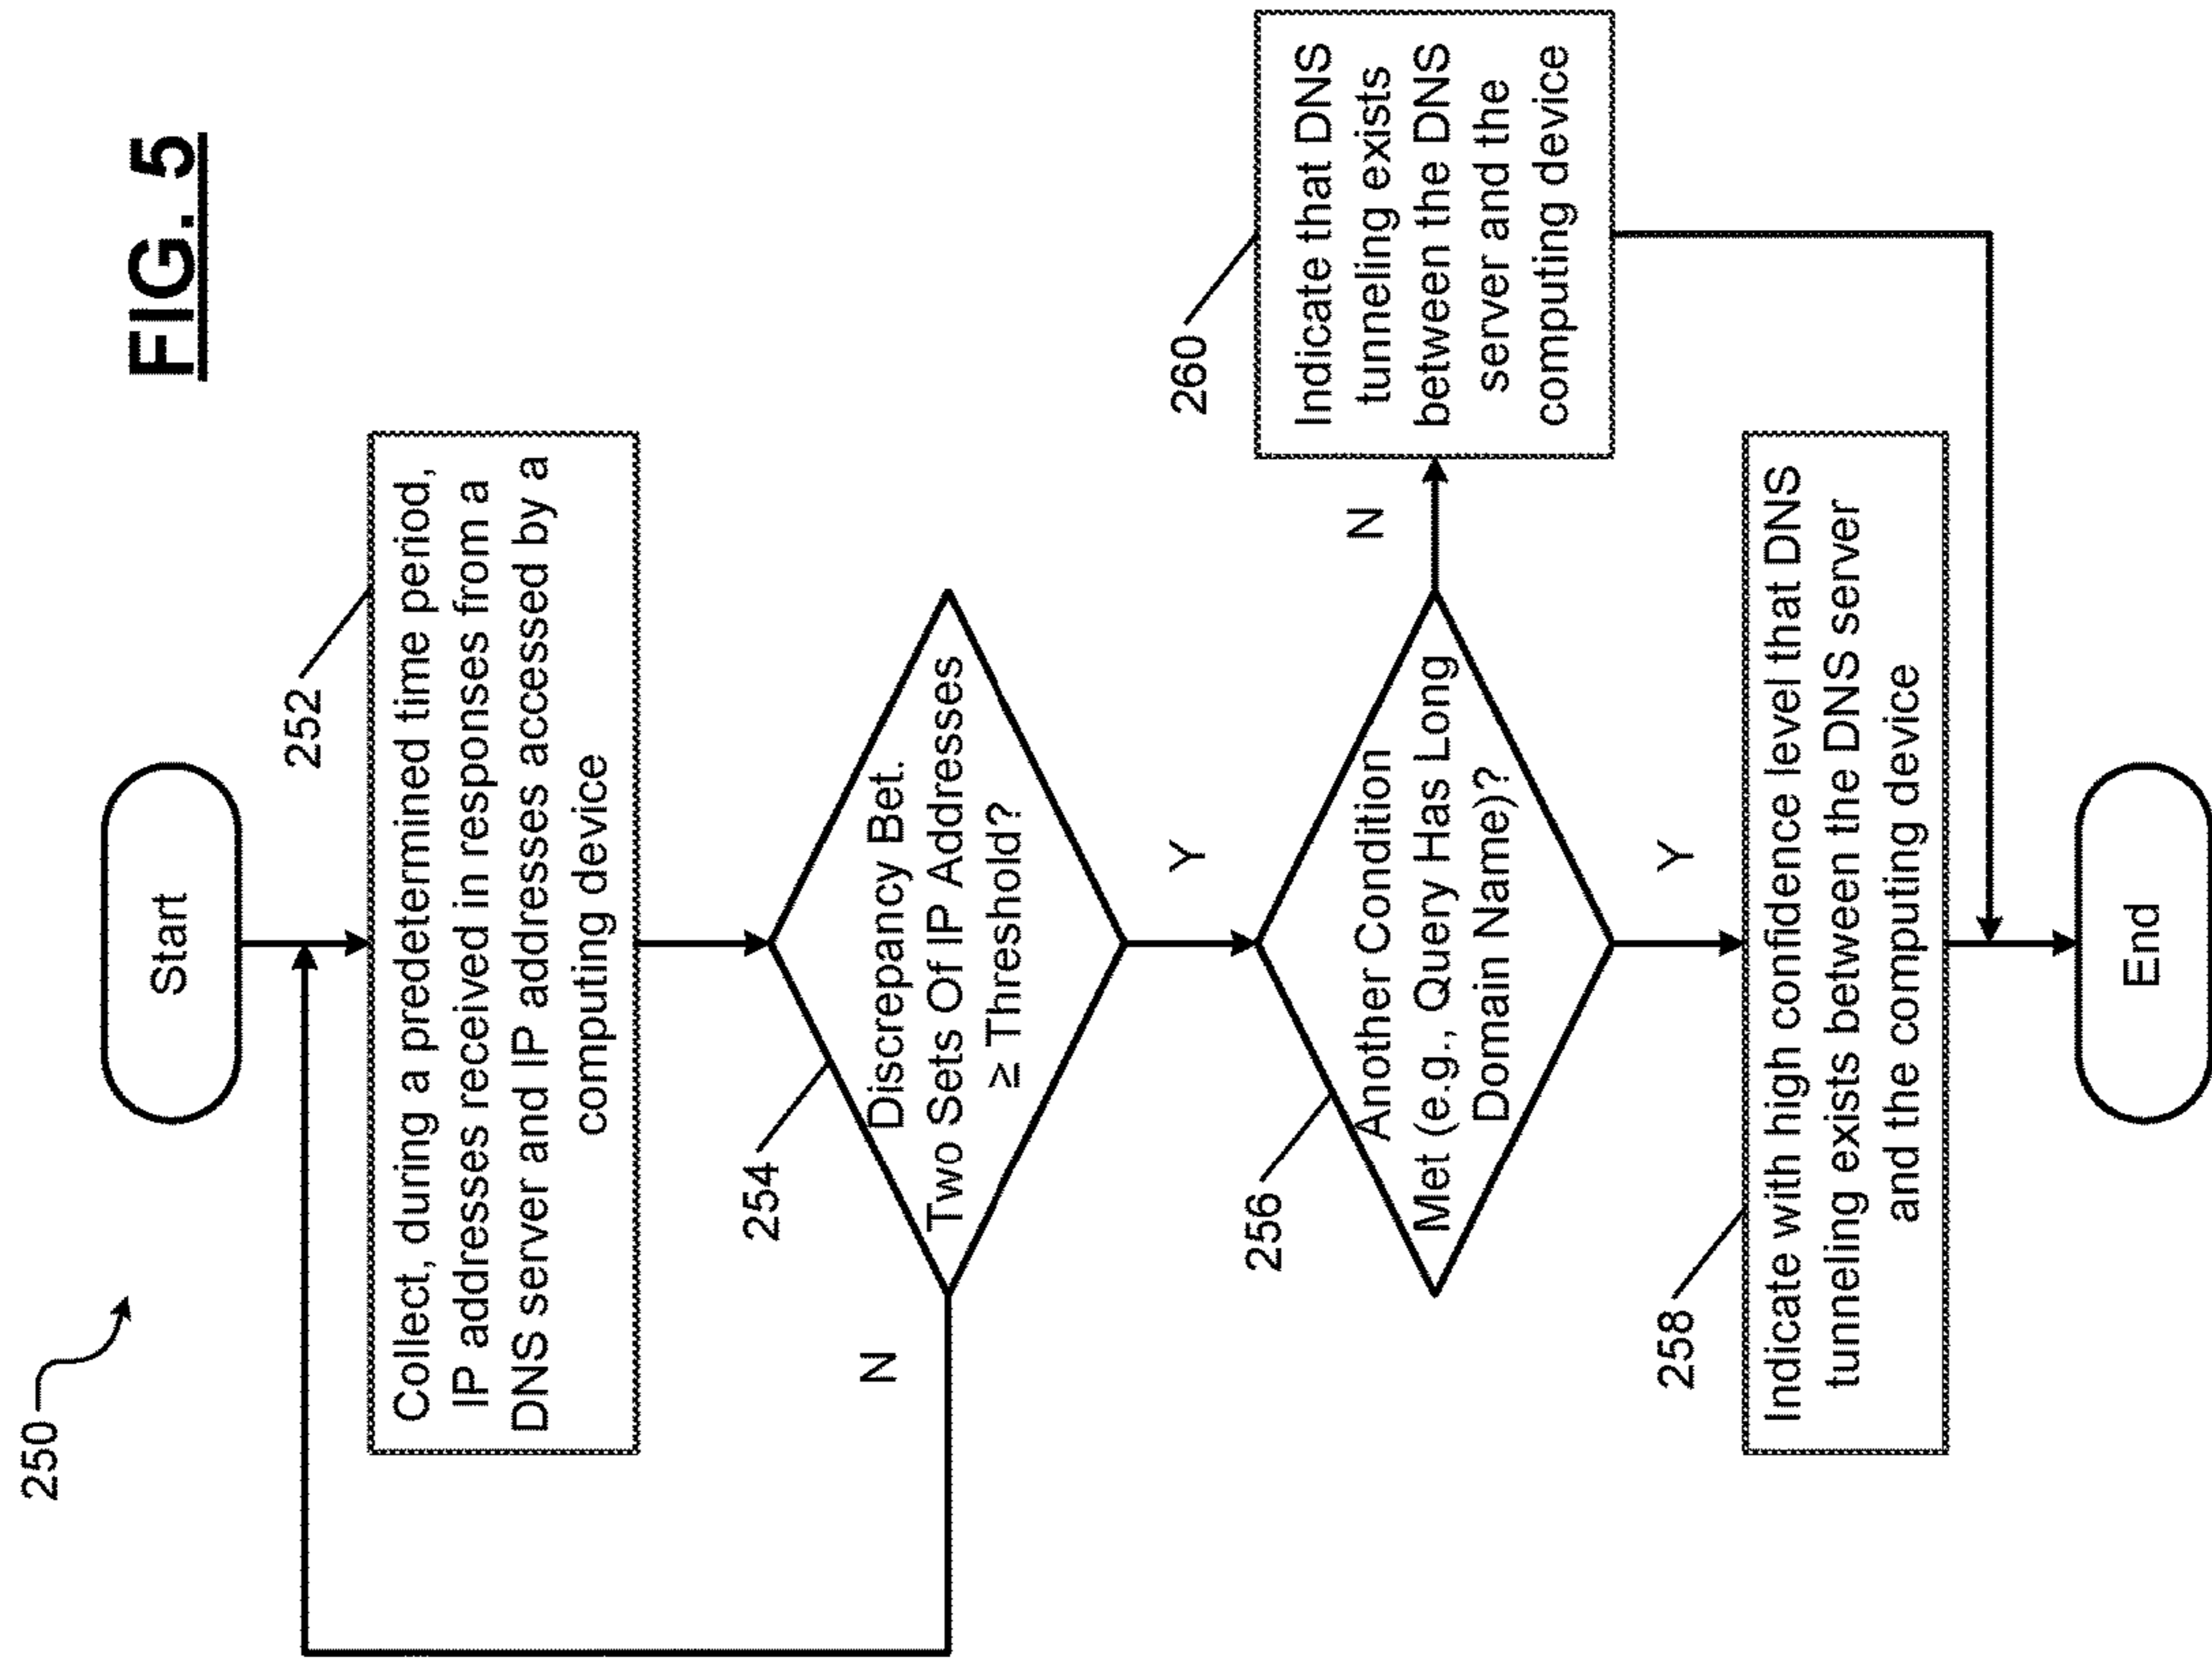 FIG. 5
250
Start
252
Collect, during a predetermined time period,
IP addresses received in responses from a
DNS server and IP addresses accessed by a
computing device
254
Discrepancy Bet.
Two Sets Of IP Addresses
≥ Threshold?
N
Y
256
Another Condition
Met (e.g., Query Has Long
Domain Name)?
N
260
Indicate that DNS
tunneling exists
between the DNS
server and the
computing device
Y
258
Indicate with high confidence level that DNS
tunneling exists between the DNS server
and the computing device
End